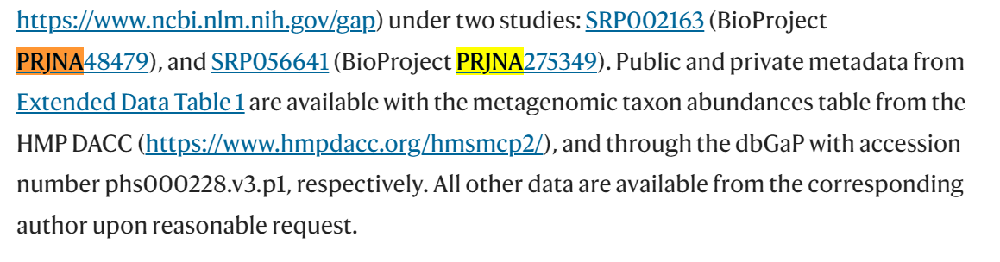 https://www.ncbi.nlm.nih.gov/gap) under two studies: SRP002163 (BioProject
PRJNA48479), and SRP056641 (BioProject PRJNA275349). Public and private metadata from
Extended Data Table 1 are available with the metagenomic taxon abundances table from the
HMP DACC (https://www.hmpdacc.org/hmsmcp2/), and through the dbGaP with accession
number phs000228.v3.p1, respectively. All other data are available from the corresponding
author upon reasonable request.